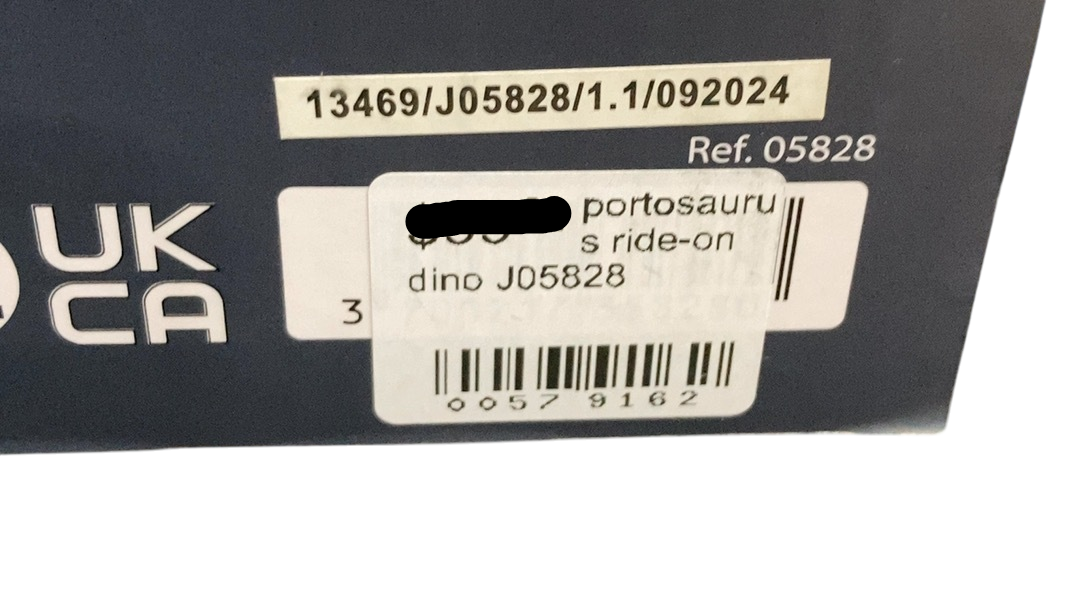 13469/J05828/1.1/092024
Ref. 05828
UK
CA
portosauru
s ride-on
dino J05828
3
0057 9162